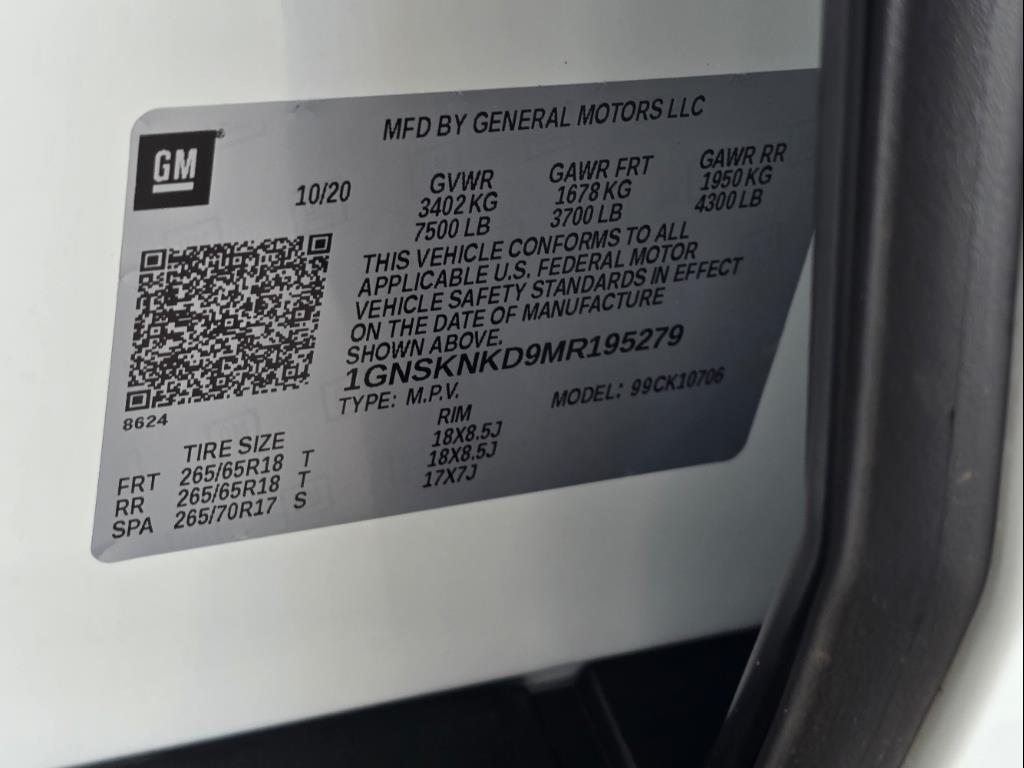 MFD BY GENERAL MOTORS LLC
GM ®
10/20 GVWR GAWR FRT GAWR RR
3402 KG 1678 KG 1950 KG
7500 LB 3700 LB 4300 LB
THIS VEHICLE CONFORMS TO ALL
APPLICABLE U.S. FEDERAL MOTOR
VEHICLE SAFETY STANDARDS IN EFFECT
ON THE DATE OF MANUFACTURE
SHOWN ABOVE.
1GNSKNKD9MR195279
TYPE: M.P.V. MODEL: 99CK10706
8624
TIRE SIZE RIM
FRT 265/65R18 T 18X8.5J
RR 265/65R18 T 18X8.5J
SPA 265/70R17 S 17X7J